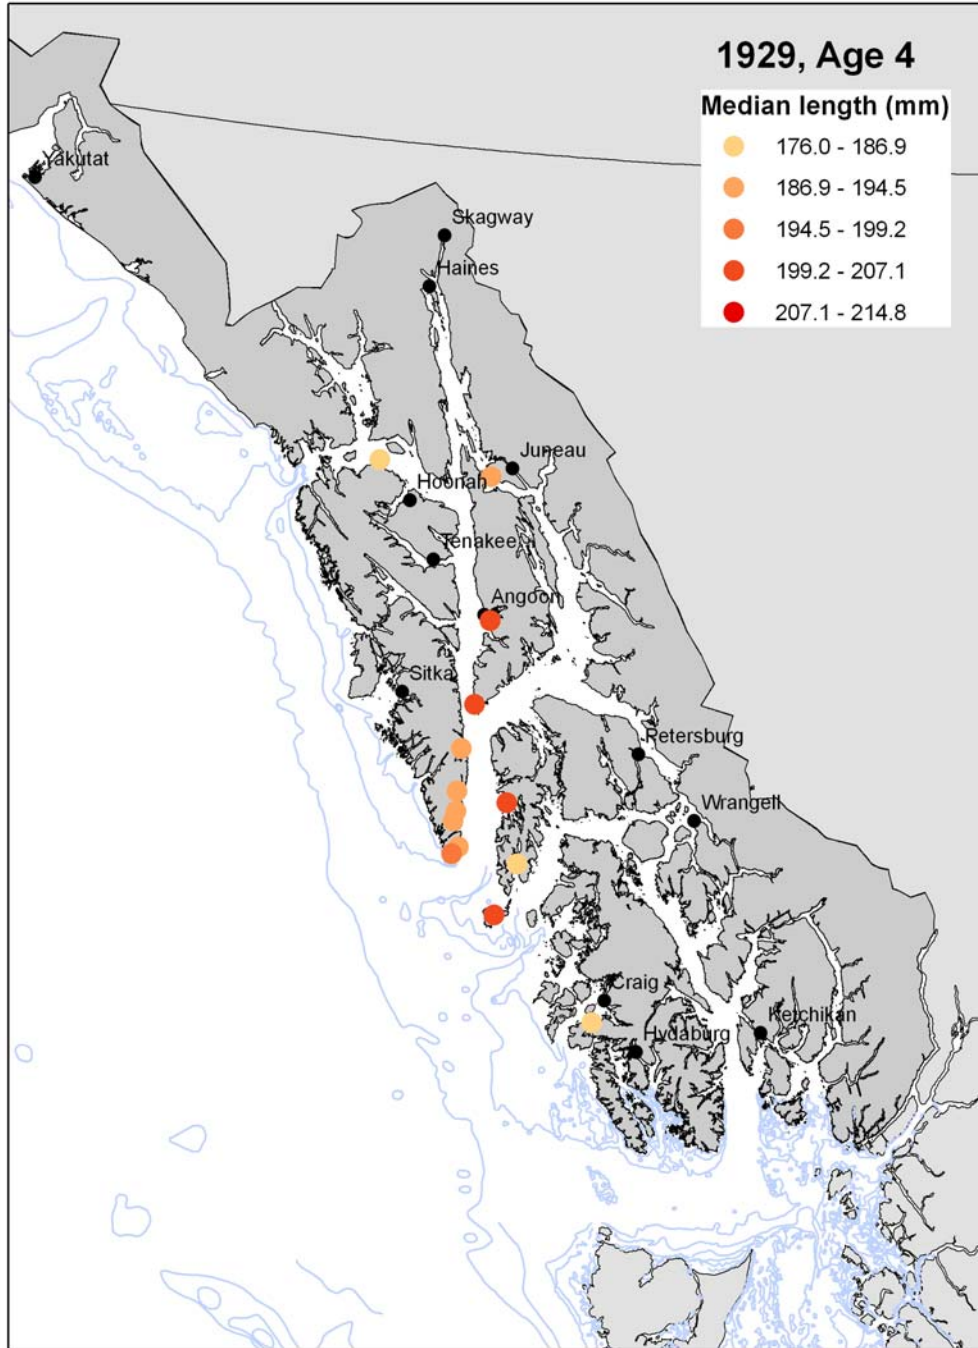 1929, Age 4
Median length (mm)
176.0 - 186.9
186.9 - 194.5
194.5 - 199.2
199.2 - 207.1
207.1 - 214.8
Yakutat
Skagway
Haines
Juneau
Hoonah
Tenakee
Angoon
Sitka
Petersburg
Wrangell
Craig
Ketchikan
Hydaburg